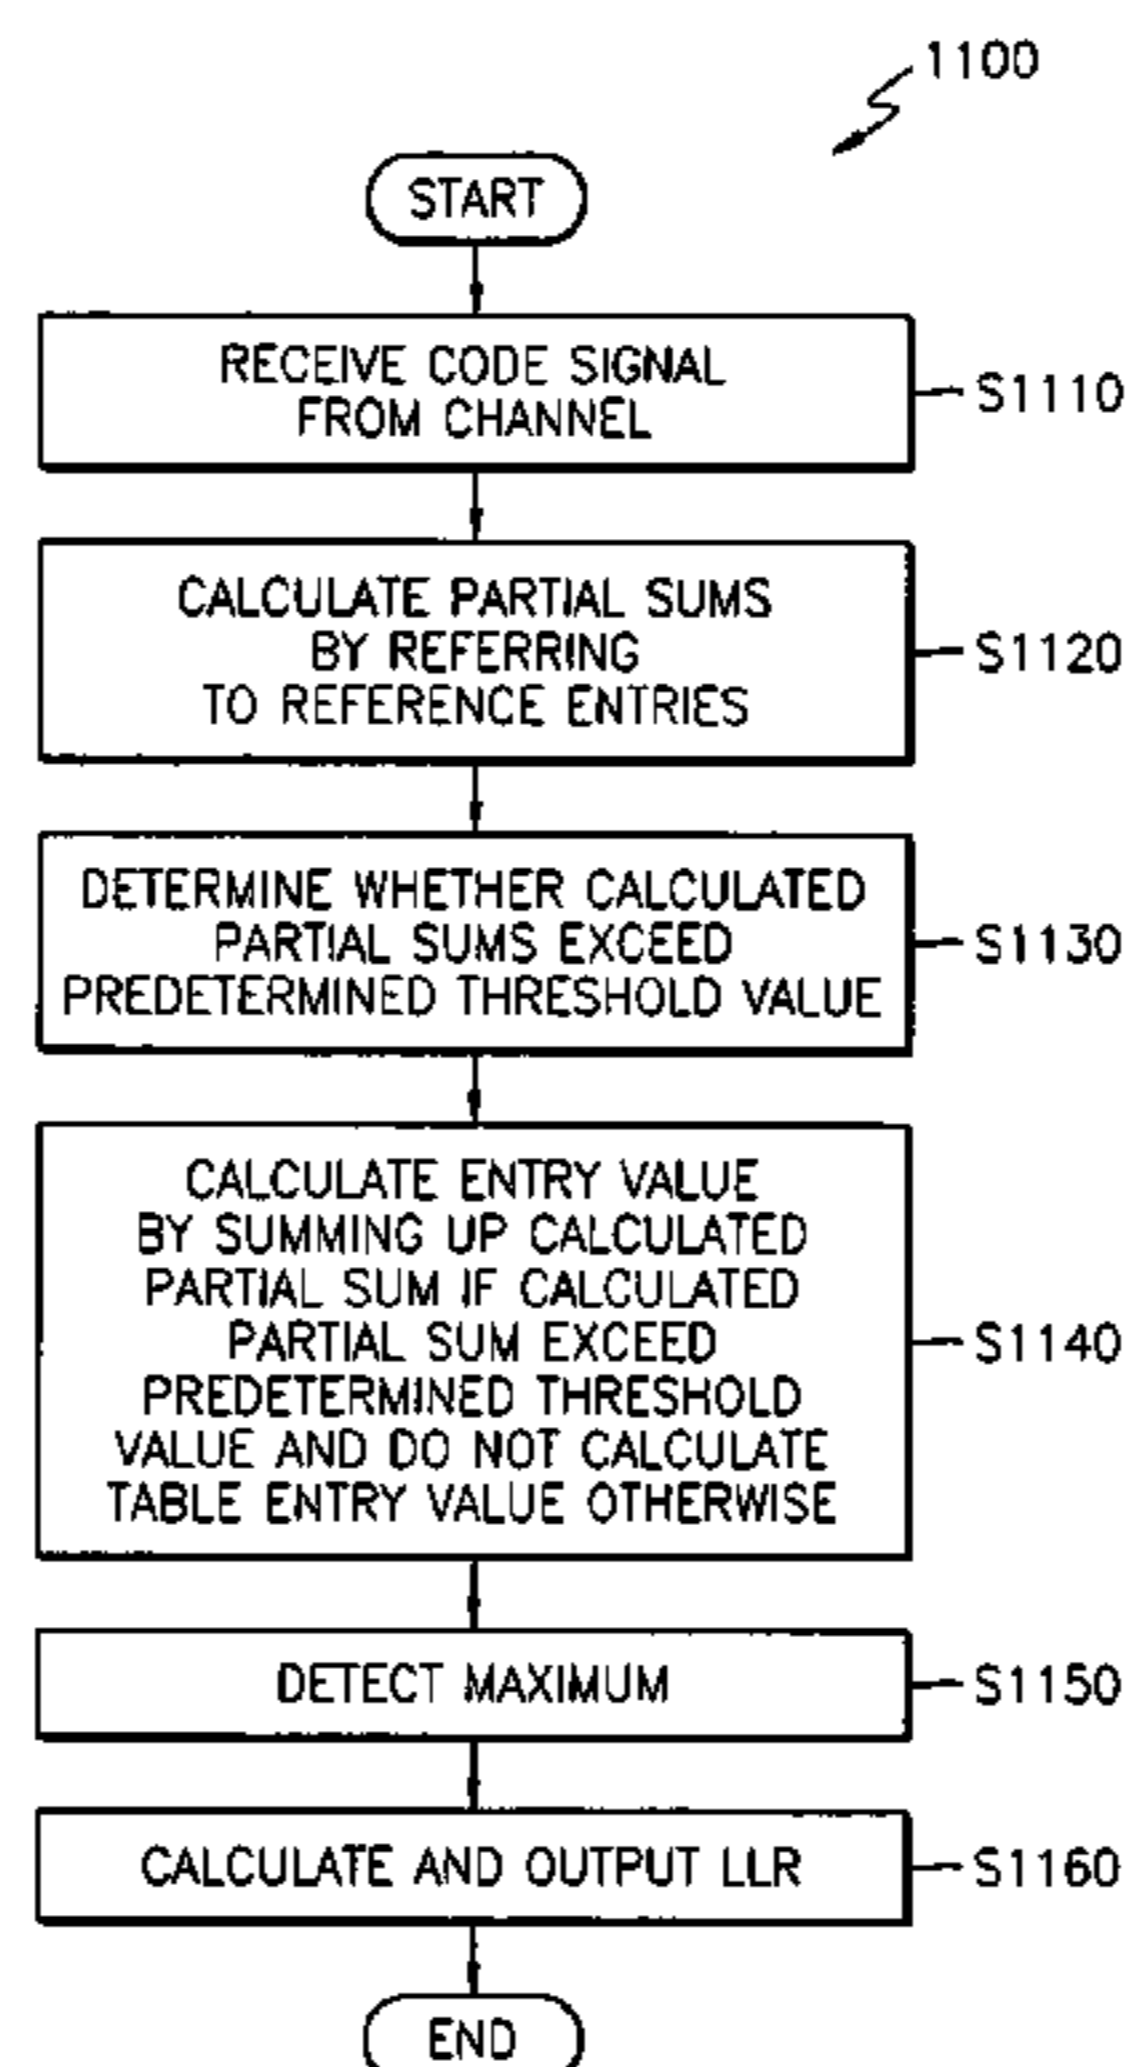 1100
START
RECEIVE CODE SIGNAL
FROM CHANNEL
S1110
CALCULATE PARTIAL SUMS
BY REFERRING
TO REFERENCE ENTRIES
S1120
DETERMINE WHETHER CALCULATED
PARTIAL SUMS EXCEED
PREDETERMINED THRESHOLD VALUE
S1130
CALCULATE ENTRY VALUE
BY SUMMING UP CALCULATED
PARTIAL SUM IF CALCULATED
PARTIAL SUM EXCEED
PREDETERMINED THRESHOLD
VALUE AND DO NOT CALCULATE
TABLE ENTRY VALUE OTHERWISE
S1140
DETECT MAXIMUM
S1150
CALCULATE AND OUTPUT LLR
S1160
END